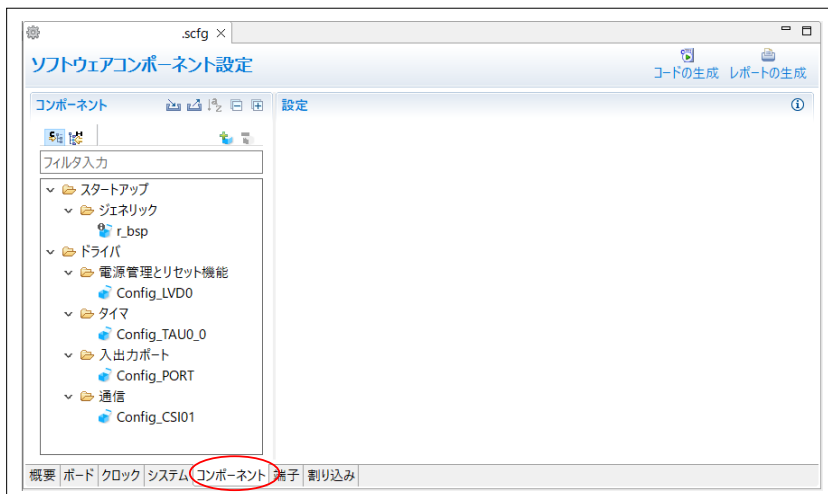 .scfg
ソフトウェアコンポーネント設定
コードの生成 レポートの生成
コンポーネント
設定
フィルタ入力
スタートアップ
ジェネリック
r_bsp
ドライバ
電源管理とリセット機能
Config_LVD0
タイマ
Config_TAU0_0
入出力ポート
Config_PORT
通信
Config_CSI01
概要 ボード クロック システム コンポーネント 端子 割り込み